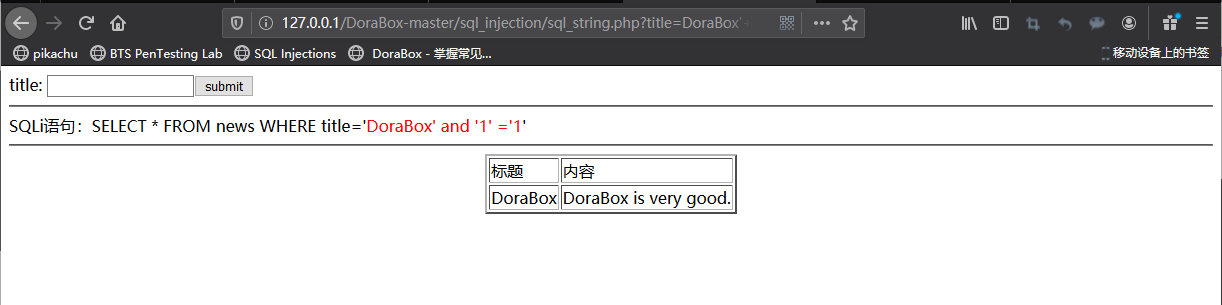 127.0.0.1/DoraBox-master/sql_injection/sql_string.php?title=DoraBox'
pikachu BTS PenTesting Lab SQL Injections DoraBox - 掌握常见... 移动设备上的书签
title: submit
SQLi语句：SELECT * FROM news WHERE title='DoraBox' and '1' ='1'
标题 内容
DoraBox DoraBox is very good.